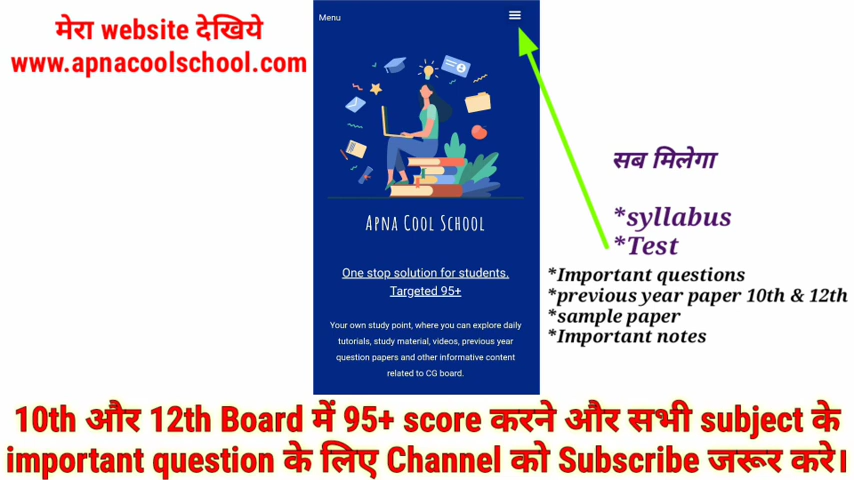 मेरा website देखिये
www.apnacoolschool.com
Menu
Apna Cool School
One stop solution for students.
Targeted 95+
Your own study point, where you can explore daily
tutorials, study material, videos, previous year
question papers and other informative content
related to CG board.
सब मिलेगा
*syllabus
*Test
*Important questions
*previous year paper 10th & 12th
*sample paper
*Important notes
10th और 12th Board में 95+ score करने और सभी subject के
important question के लिए Channel को Subscribe जरूर करे।